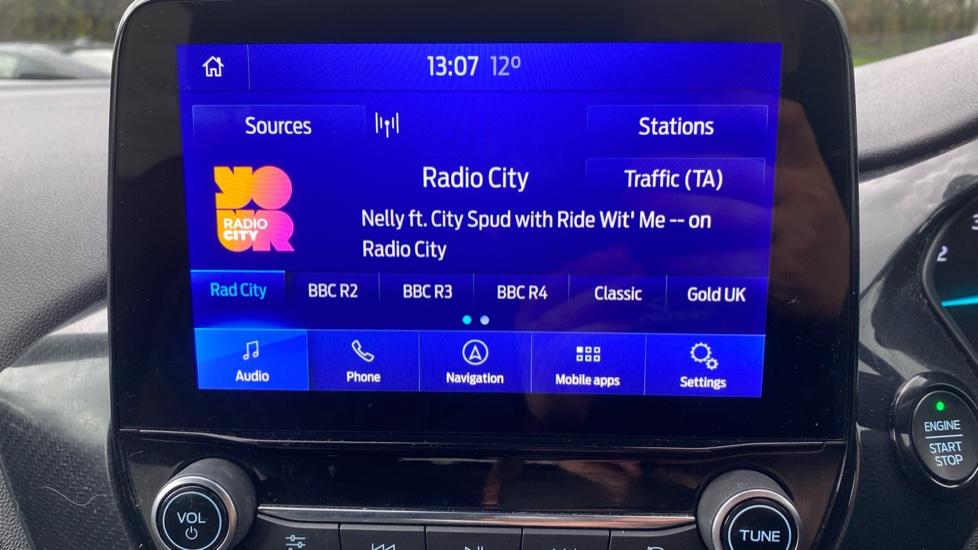 13:07 12°
Sources
Stations
Radio City
Traffic (TA)
YOUR
RADIO
CITY
Nelly ft. City Spud with Ride Wit' Me -- on
Radio City
Rad City BBC R2 BBC R3 BBC R4 Classic Gold UK
Audio Phone Navigation Mobile apps Settings
2
ENGINE
START
STOP
VOL
TUNE